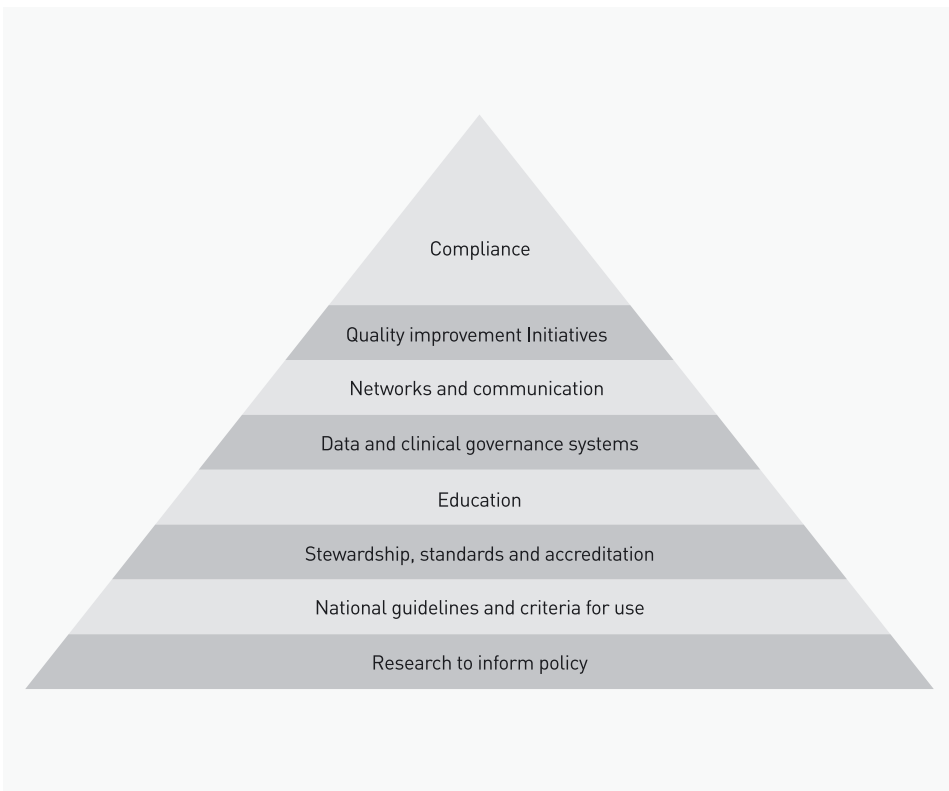 Compliance
Quality improvement Initiatives
Networks and communication
Data and clinical governance systems
Education
Stewardship, standards and accreditation
National guidelines and criteria for use
Research to inform policy